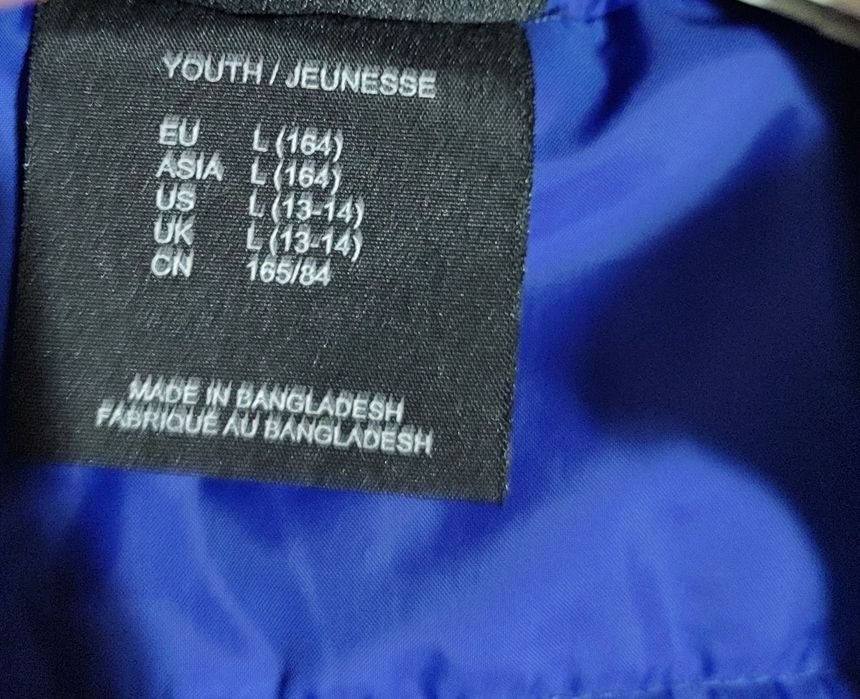 YOUTH / JEUNESSE
EU L (164)
ASIA L (164)
US L (13-14)
UK L (13-14)
CN 165/84
MADE IN BANGLADESH
FABRIQUE AU BANGLADESH